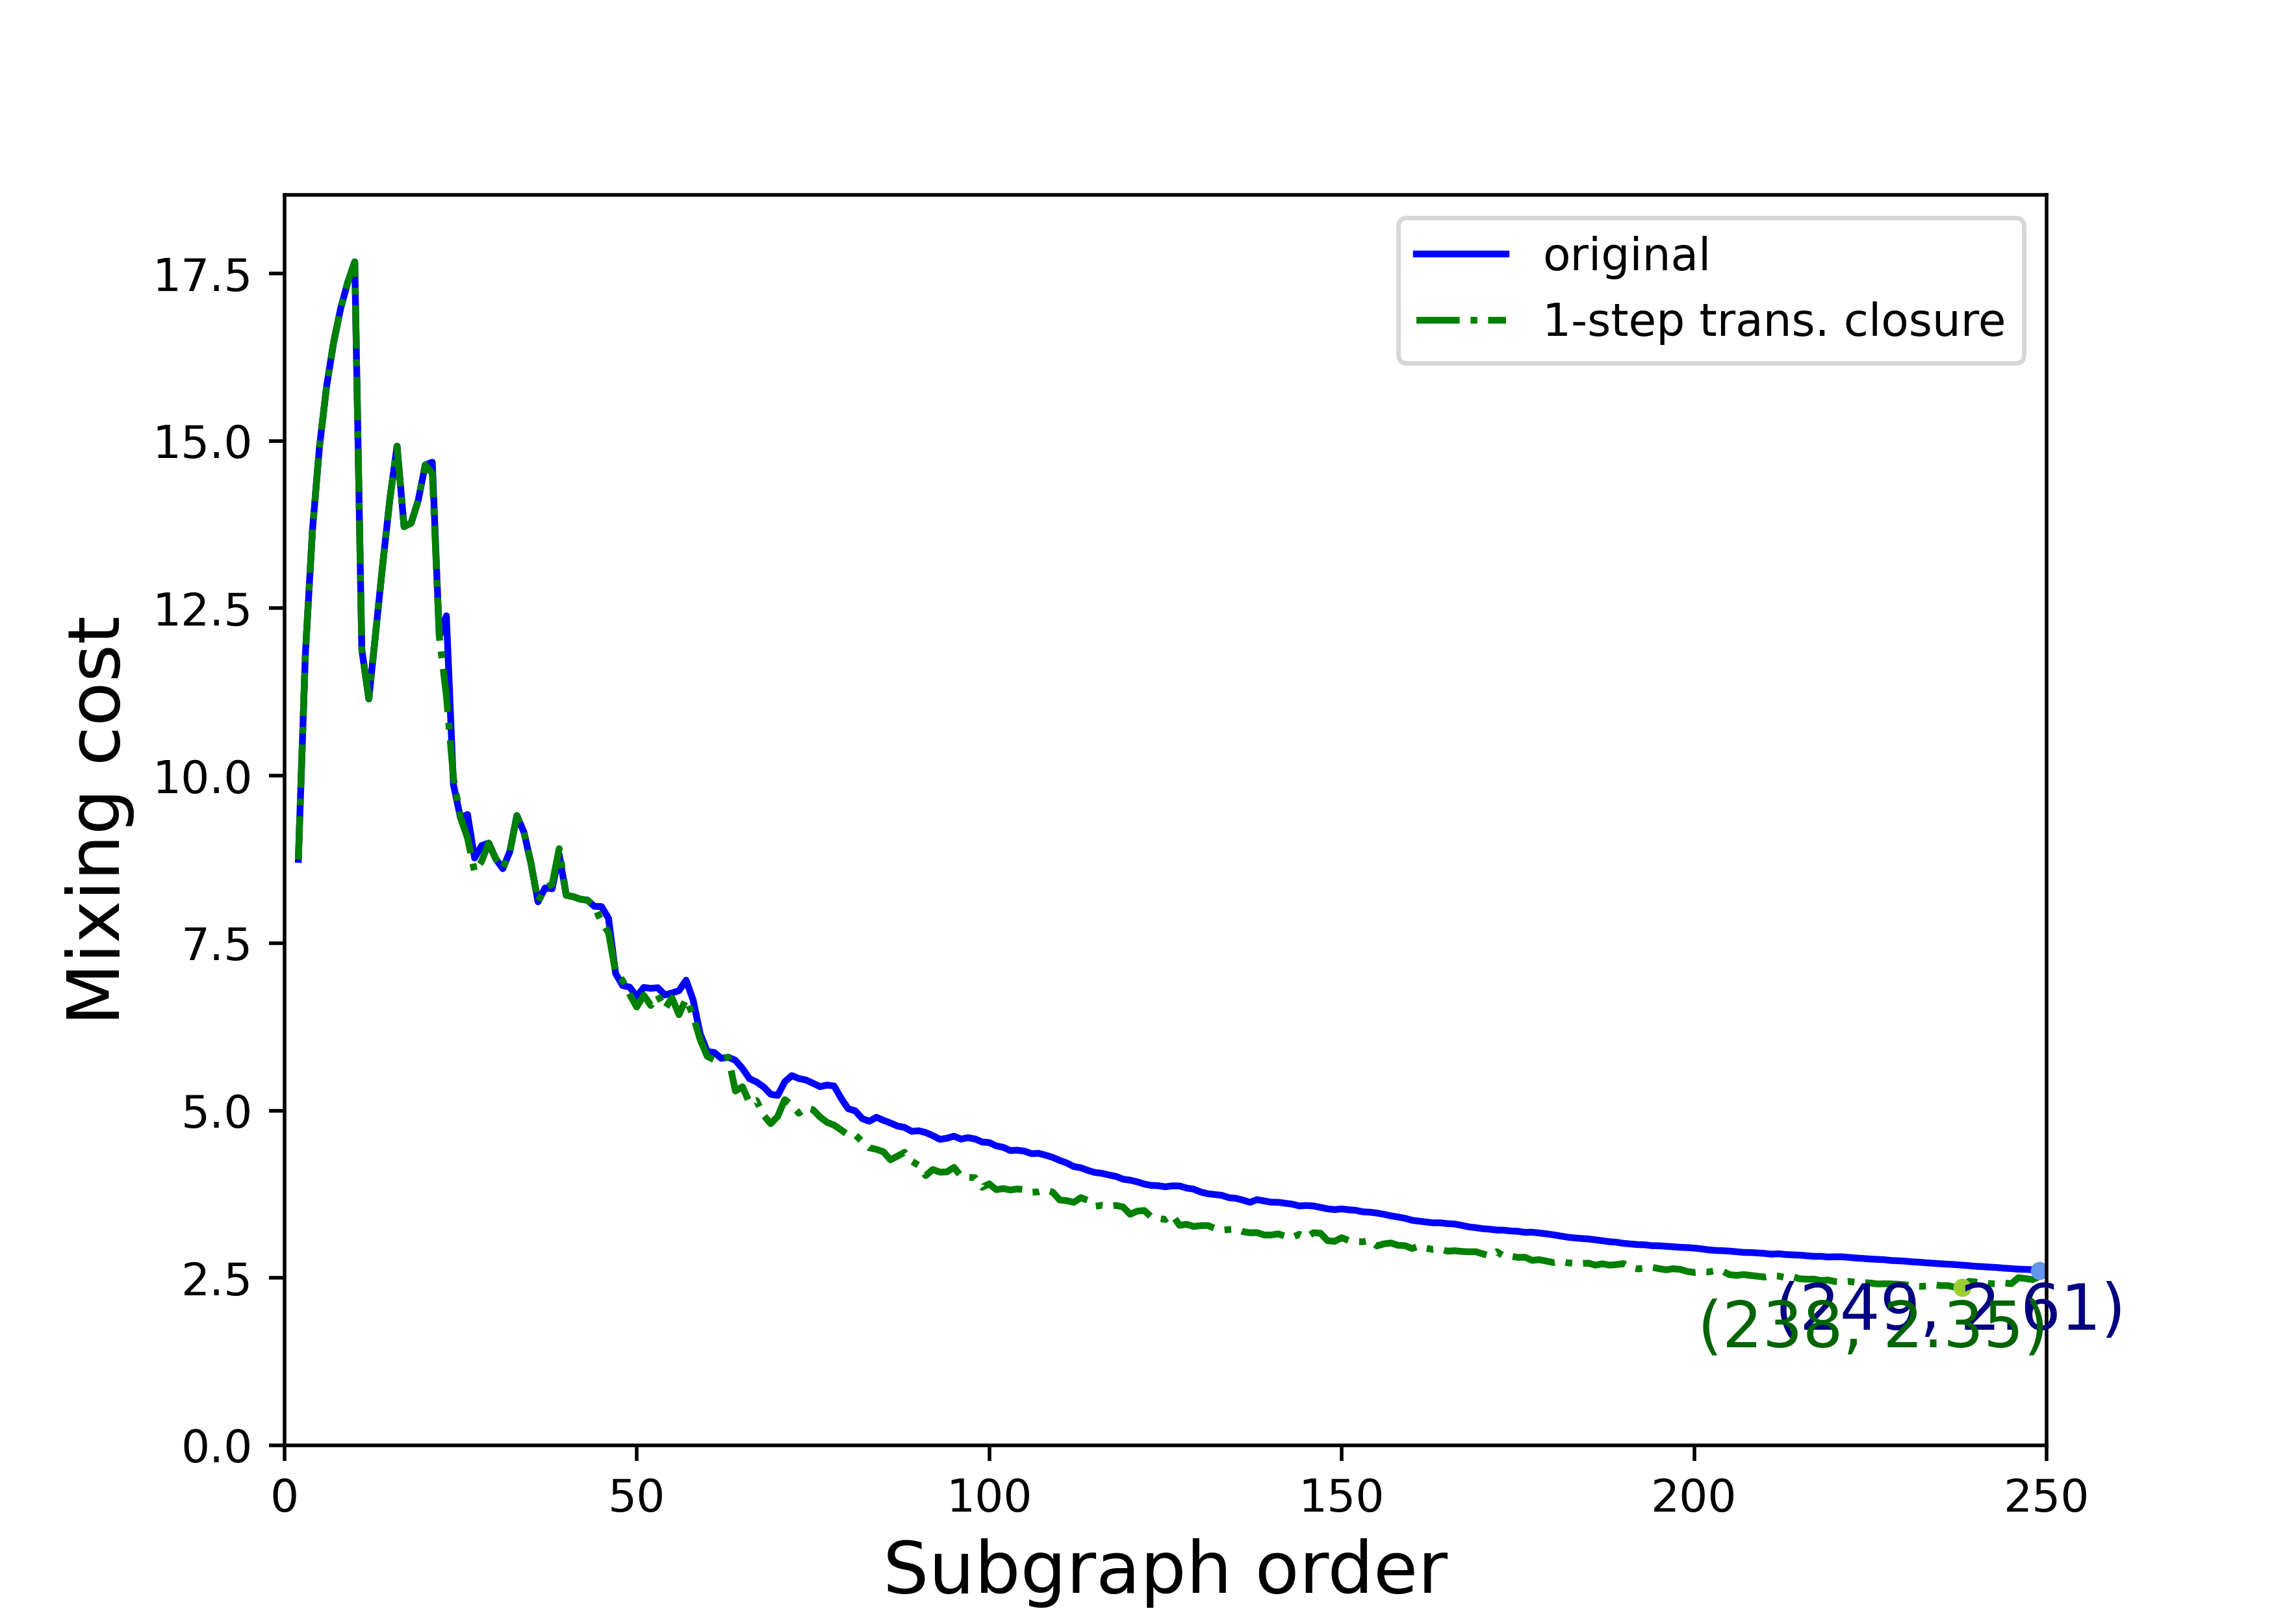 original
1-step trans. closure
17.5
15.0
12.5
10.0
7.5
5.0
2.5
0.0
Mixing cost
(249, 2.61)
(238, 2.35)
0 50 100 150 200 250
Subgraph order